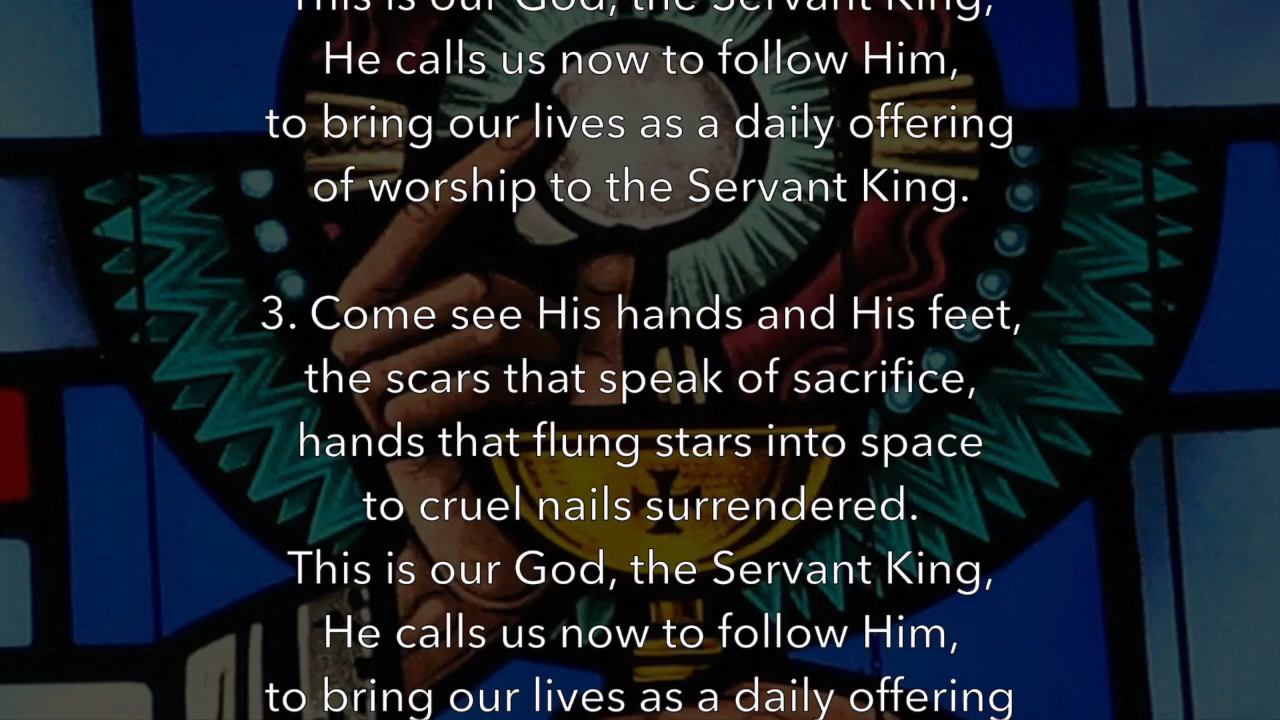 This is our God, the Servant King,
He calls us now to follow Him,
to bring our lives as a daily offering
of worship to the Servant King.
3. Come see His hands and His feet,
the scars that speak of sacrifice,
hands that flung stars into space
to cruel nails surrendered.
This is our God, the Servant King,
He calls us now to follow Him,
to bring our lives as a daily offering